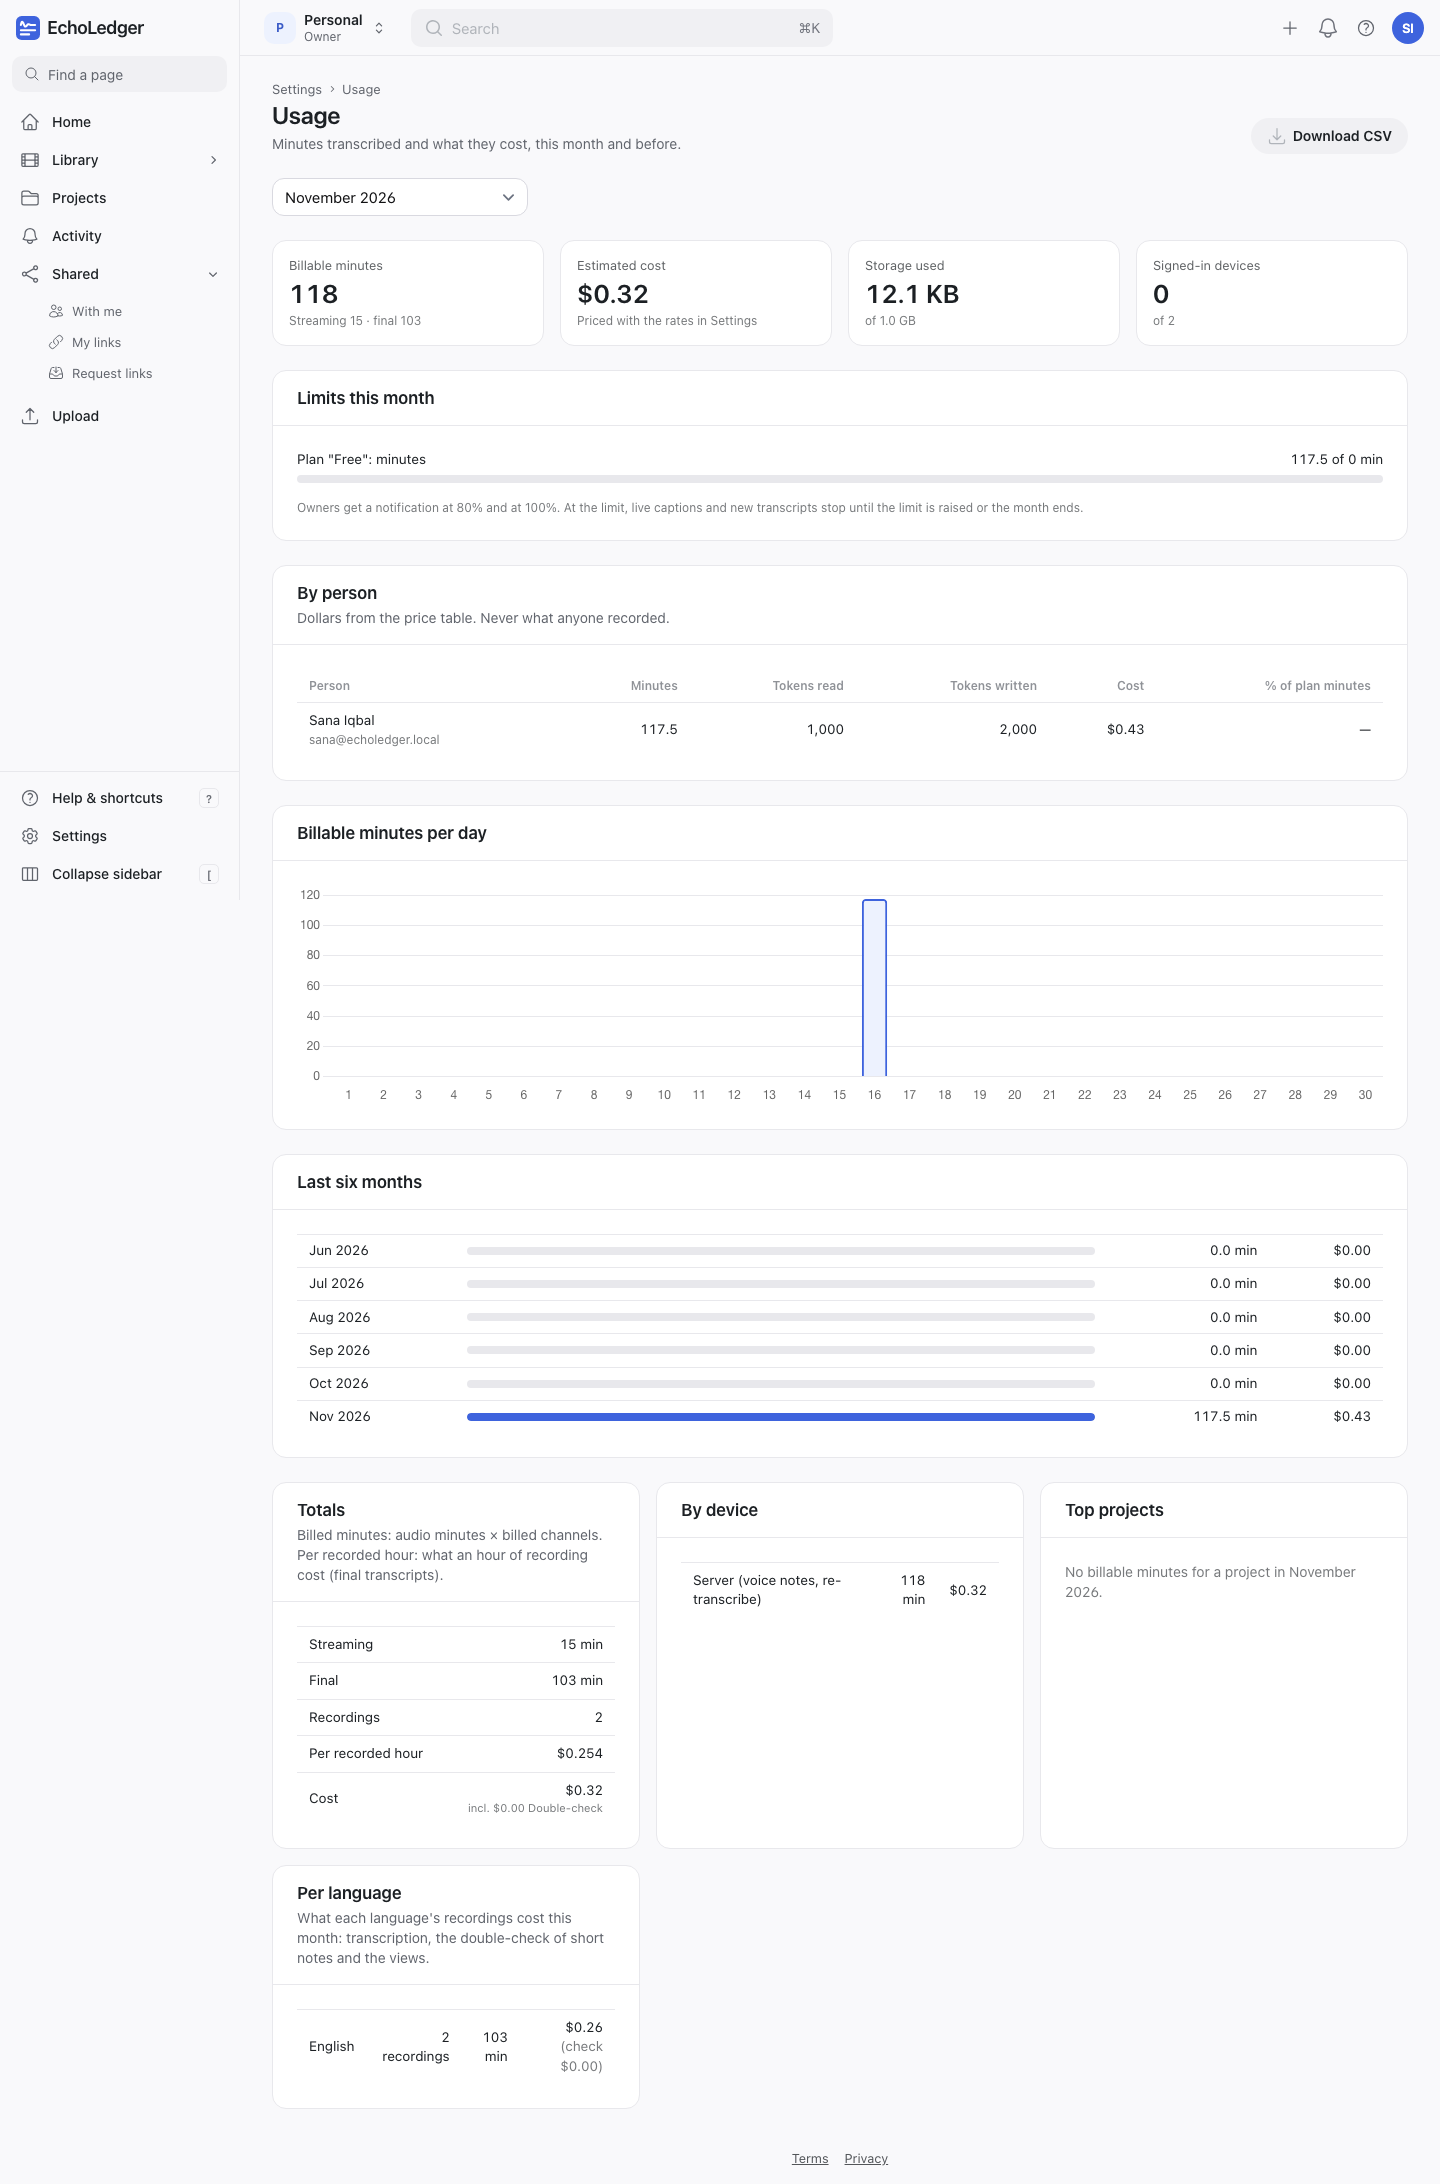 EchoLedger
Find a page
Home
Library
Projects
Activity
Shared
With me
My links
Request links
Upload
Help & shortcuts ?
Settings
Collapse sidebar [
P Personal
Owner
Search ⌘K
SI
Settings › Usage
Usage
Minutes transcribed and what they cost, this month and before.
Download CSV
November 2026
Billable minutes
118
Streaming 15 · final 103
Estimated cost
$0.32
Priced with the rates in Settings
Storage used
12.1 KB
of 1.0 GB
Signed-in devices
0
of 2
Limits this month
Plan "Free": minutes 117.5 of 0 min
Owners get a notification at 80% and at 100%. At the limit, live captions and new transcripts stop until the limit is raised or the month ends.
By person
Dollars from the price table. Never what anyone recorded.
Person Minutes Tokens read Tokens written Cost % of plan minutes
Sana Iqbal
sana@echoledger.local
117.5 1,000 2,000 $0.43 —
Billable minutes per day
120
100
80
60
40
20
0
1 2 3 4 5 6 7 8 9 10 11 12 13 14 15 16 17 18 19 20 21 22 23 24 25 26 27 28 29 30
Last six months
Jun 2026 0.0 min $0.00
Jul 2026 0.0 min $0.00
Aug 2026 0.0 min $0.00
Sep 2026 0.0 min $0.00
Oct 2026 0.0 min $0.00
Nov 2026 117.5 min $0.43
Totals
Billed minutes: audio minutes × billed channels.
Per recorded hour: what an hour of recording
cost (final transcripts).
Streaming 15 min
Final 103 min
Recordings 2
Per recorded hour $0.254
Cost $0.32
incl. $0.00 Double-check
By device
Server (voice notes, re-
transcribe)
118
min
$0.32
Top projects
No billable minutes for a project in November
2026.
Per language
What each language's recordings cost this
month: transcription, the double-check of short
notes and the views.
English
2
recordings
103
min
$0.26
(check
$0.00)
Terms Privacy